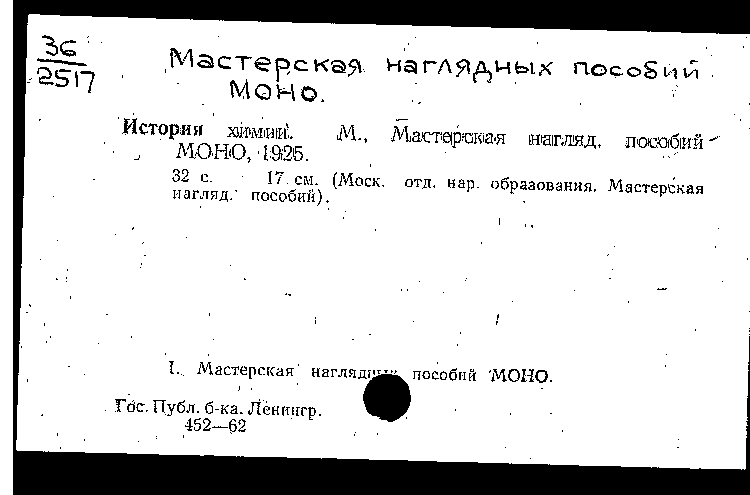 36
2517
Мастерская наглядных пособий
МОНО.
История химии. М., Мастерская нагляд. пособий
МОНО, 1925.
32 с. 17 см. (Моск. отд. нар. образования. Мастерская
нагляд. пособий).
I. Мастерская наглядных пособий МОНО.
Гос. Публ. б-ка. Ленингр.
452—62